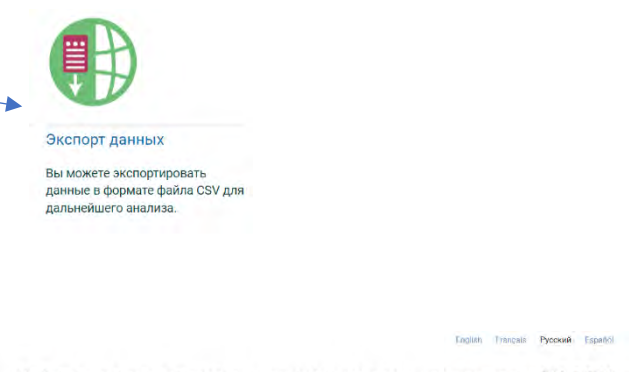 Экспорт данных
Вы можете экспортировать
данные в формате файла CSV для
дальнейшего анализа.
English Français Русский Español